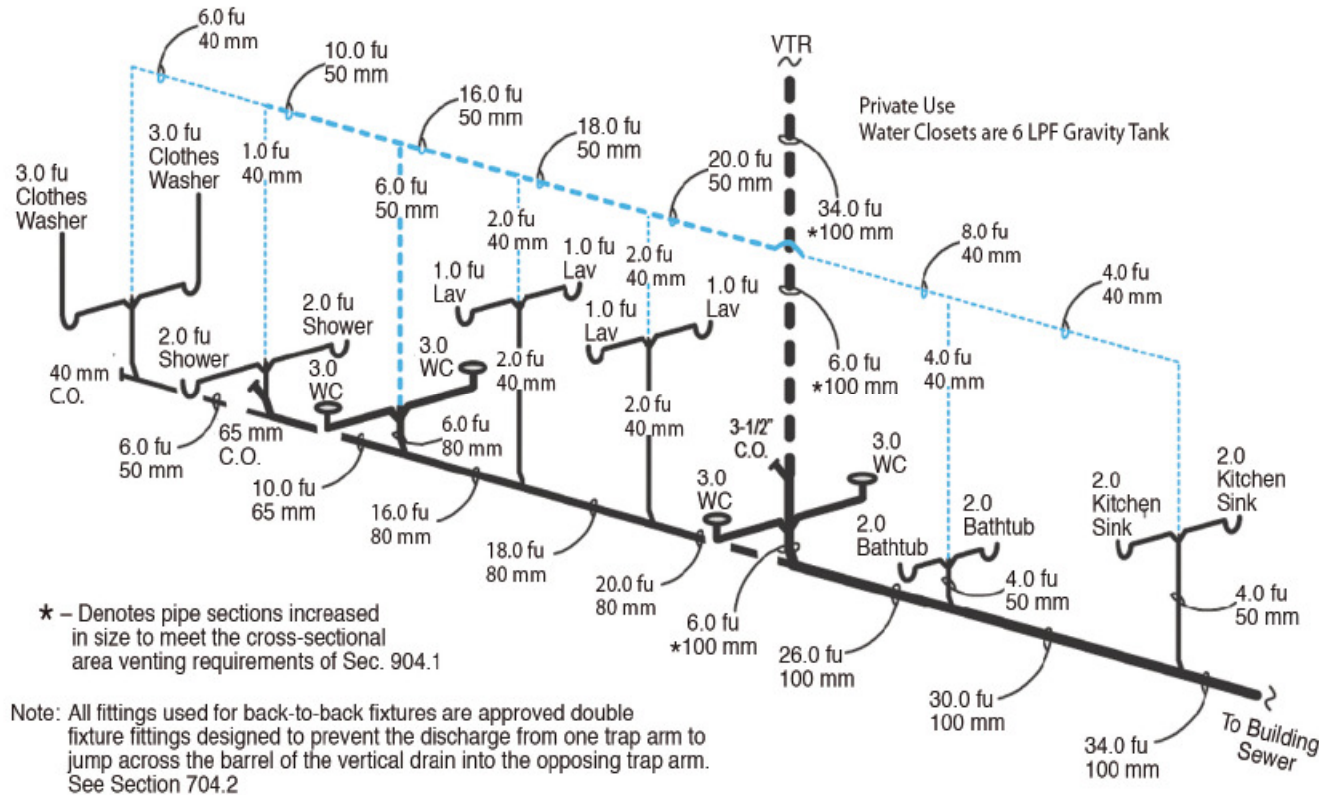 6.0 fu
40 mm
10.0 fu
50 mm
16.0 fu
50 mm
18.0 fu
50 mm
20.0 fu
50 mm
VTR
Private Use
Water Closets are 6 LPF Gravity Tank
34.0 fu
*100 mm
8.0 fu
40 mm
4.0 fu
40 mm
3.0 fu
Clothes
Washer
3.0 fu
Clothes
Washer
1.0 fu
40 mm
6.0 fu
50 mm
2.0 fu
40 mm
2.0 fu
40 mm
1.0 fu
Lav
1.0 fu
Lav
1.0 fu
Lav
1.0 fu
Lav
6.0 fu
*100 mm
4.0 fu
40 mm
2.0 fu
Shower
2.0 fu
Shower
3.0
WC
3.0
WC
2.0 fu
40 mm
2.0 fu
40 mm
40 mm
C.O.
6.0 fu
50 mm
65 mm
C.O.
10.0 fu
65 mm
6.0 fu
80 mm
16.0 fu
80 mm
18.0 fu
80 mm
20.0 fu
80 mm
3-1/2"
C.O.
3.0
WC
3.0
WC
2.0
Bathtub
2.0
Bathtub
2.0
Kitchen
Sink
2.0
Kitchen
Sink
6.0 fu
*100 mm
4.0 fu
50 mm
4.0 fu
50 mm
26.0 fu
100 mm
30.0 fu
100 mm
34.0 fu
100 mm
To Building
Sewer
* – Denotes pipe sections increased
in size to meet the cross-sectional
area venting requirements of Sec. 904.1
Note: All fittings used for back-to-back fixtures are approved double
fixture fittings designed to prevent the discharge from one trap arm to
jump across the barrel of the vertical drain into the opposing trap arm.
See Section 704.2